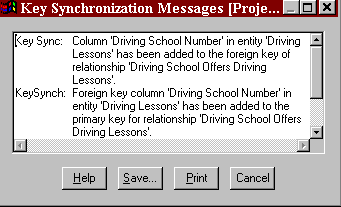 Key Synchronization Messages [Proje...
Key Sync: Column 'Driving School Number' in entity 'Driving
Lessons' has been added to the foreign key of
relationship 'Driving School Offers Driving
Lessons'.
KeySynch: Foreign key column 'Driving School Number' in
entity 'Driving Lessons' has been added to the
primary key for relationship 'Driving School Offers
Driving Lessons'.
Help Save... Print Cancel